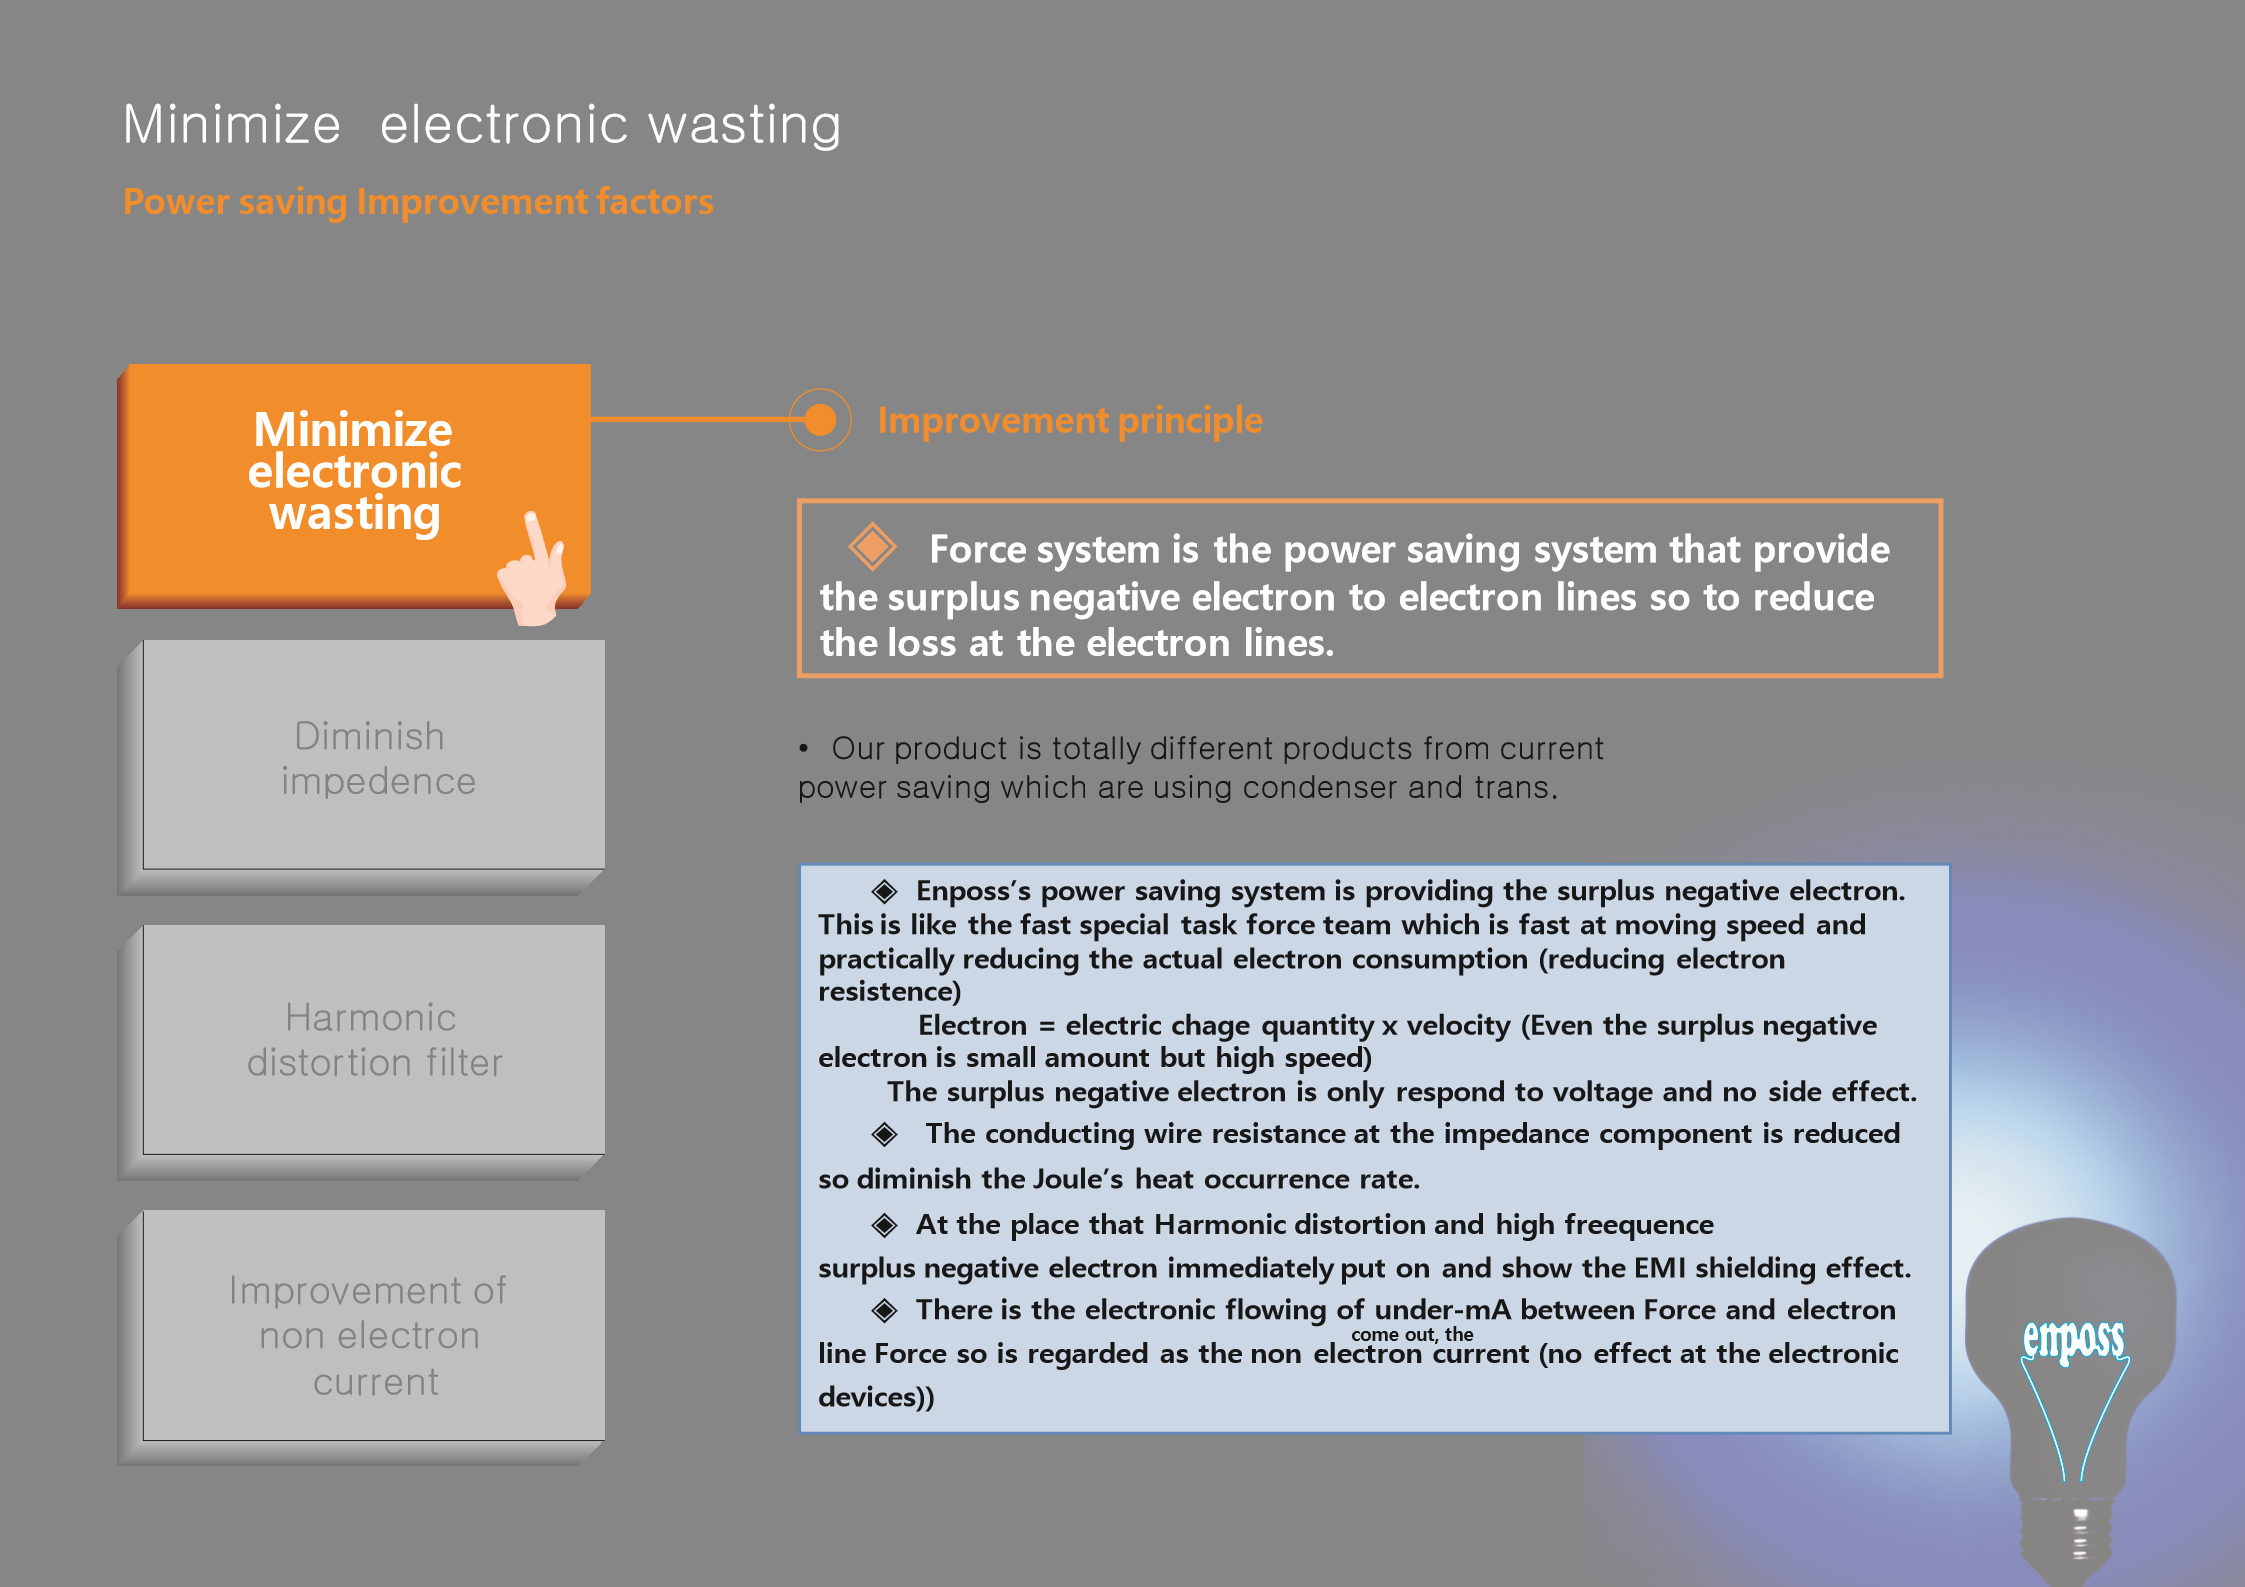 Minimize electronic wasting
Power saving Improvement factors
Minimize
electronic
wasting
Improvement principle
◈ Force system is the power saving system that provide
the surplus negative electron to electron lines so to reduce
the loss at the electron lines.
Diminish
impedence
• Our product is totally different products from current
power saving which are using condenser and trans.
◈ Enposs’s power saving system is providing the surplus negative electron.
This is like the fast special task force team which is fast at moving speed and
practically reducing the actual electron consumption (reducing electron
resistence)
Electron = electric chage quantity x velocity (Even the surplus negative
electron is small amount but high speed)
The surplus negative electron is only respond to voltage and no side effect.
◈ The conducting wire resistance at the impedance component is reduced
so diminish the Joule’s heat occurrence rate.
◈ At the place that Harmonic distortion and high freequence
surplus negative electron immediately put on and show the EMI shielding effect.
◈ There is the electronic flowing of under-mA between Force and electron
come out, the
line Force so is regarded as the non electron current (no effect at the electronic
devices))
Harmonic
distortion filter
Improvement of
non electron
current
enposs